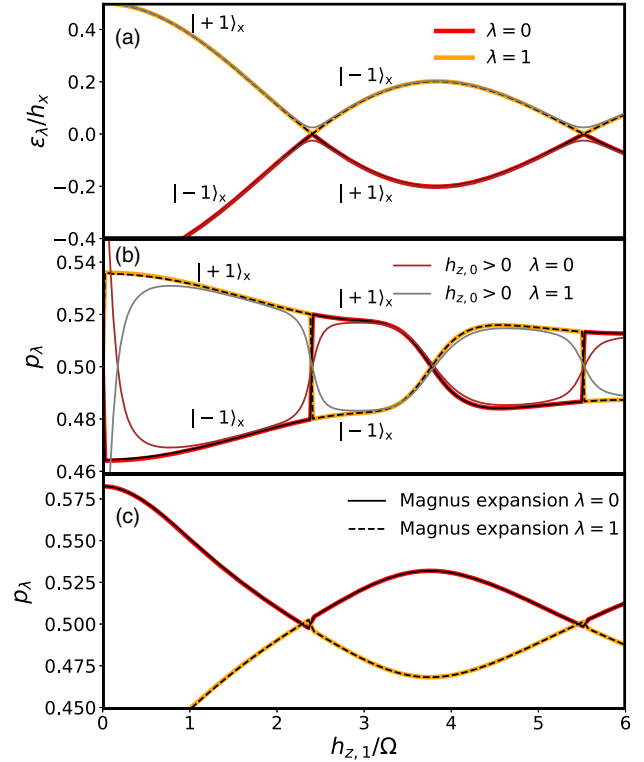 (a)
|+1⟩x
λ = 0
λ = 1
|−1⟩x
|−1⟩x
|+1⟩x
ελ/hx
0.4
0.2
0.0
−0.2
−0.4
(b)
|+1⟩x
|+1⟩x
hz,0 > 0 λ = 0
hz,0 > 0 λ = 1
|−1⟩x
|−1⟩x
pλ
0.54
0.52
0.50
0.48
0.46
(c)
Magnus expansion λ = 0
Magnus expansion λ = 1
pλ
0.575
0.550
0.525
0.500
0.475
0.450
0 1 2 3 4 5 6
hz,1/Ω